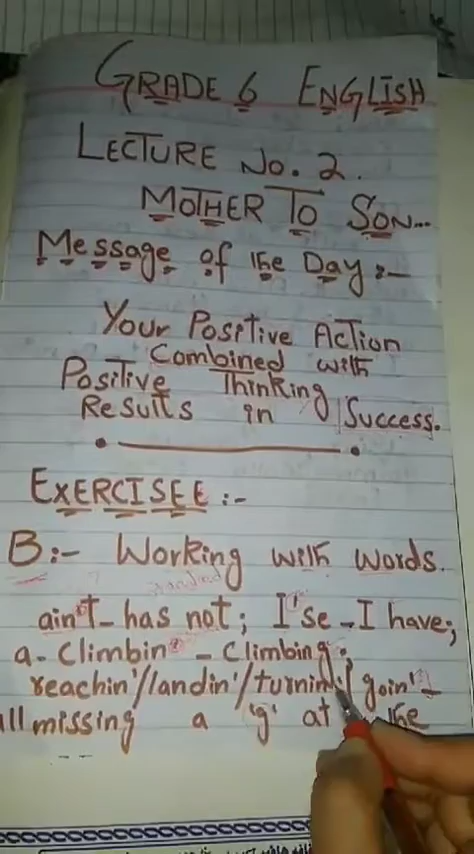 GRADE 6 ENGLISH
LECTURE NO. 2.
MOTHER TO SON...
Message of the Day:-
Your Positive Action
Combined with
Positive Thinking
Results in Success.
EXERCISEE:-
B:- Working with words.
ain't - has not; I'se - I have;
a-climbin' - climbing;
reachin'/landin'/turnin'/goin' -
all missing a 'g' at the